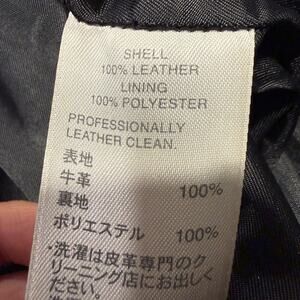 SHELL
100% LEATHER
LINING
100% POLYESTER
PROFESSIONALLY
LEATHER CLEAN.
表地
牛革 100%
裏地
ポリエステル 100%
・洗濯は皮革専門のク
リーニング店にお出しく
ださい。